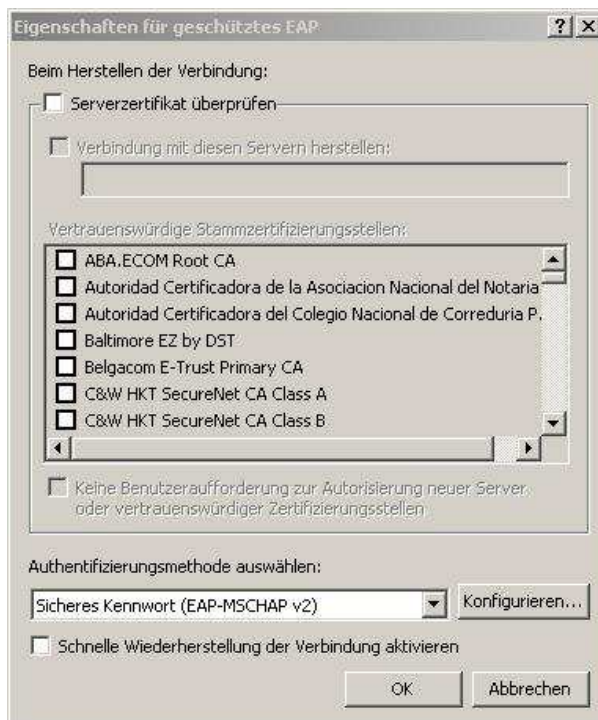 Eigenschaften für geschütztes EAP
Beim Herstellen der Verbindung:
Serverzertifikat überprüfen
Verbindung mit diesen Servern herstellen:
Vertrauenswürdige Stammzertifizierungsstellen:
ABA.ECOM Root CA
Autoridad Certificadora de la Asociacion Nacional del Notaria
Autoridad Certificadora del Colegio Nacional de Correduria P.
Baltimore EZ by DST
Belgacom E-Trust Primary CA
C&W HKT SecureNet CA Class A
C&W HKT SecureNet CA Class B
Keine Benutzeraufforderung zur Autorisierung neuer Server
oder vertrauenswürdiger Zertifizierungsstellen
Authentifizierungsmethode auswählen:
Sicheres Kennwort (EAP-MSCHAP v2)
Konfigurieren...
Schnelle Wiederherstellung der Verbindung aktivieren
OK
Abbrechen